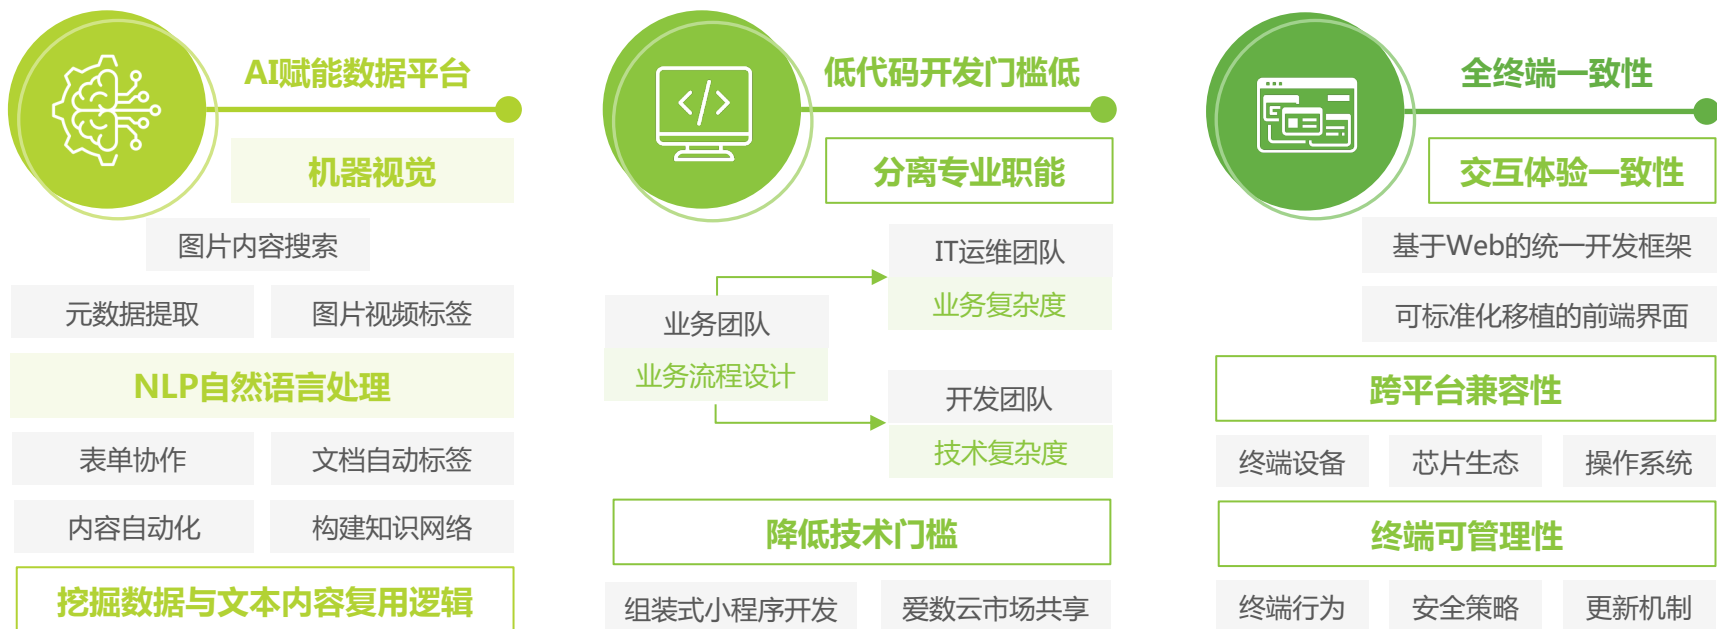 AI赋能数据平台
机器视觉
图片内容搜索
元数据提取
图片视频标签
NLP自然语言处理
表单协作
文档自动标签
内容自动化
构建知识网络
挖掘数据与文本内容复用逻辑
</>
低代码开发门槛低
分离专业职能
业务团队
业务流程设计
IT运维团队
业务复杂度
开发团队
技术复杂度
降低技术门槛
组装式小程序开发
爱数云市场共享
全终端一致性
交互体验一致性
基于Web的统一开发框架
可标准化移植的前端界面
跨平台兼容性
终端设备
芯片生态
操作系统
终端可管理性
终端行为
安全策略
更新机制